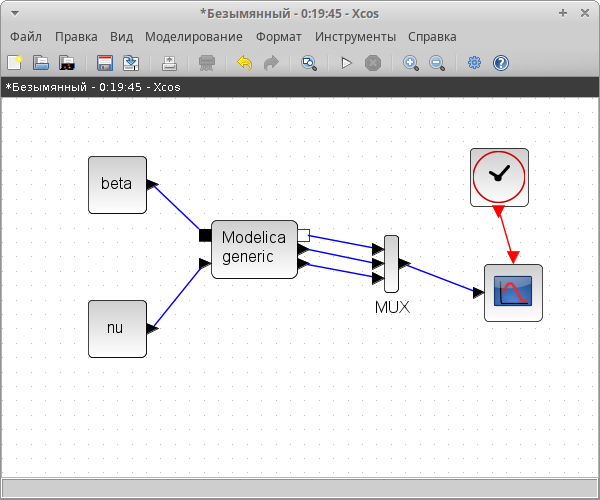 *Безымянный - 0:19:45 - Xcos
Файл Правка Вид Моделирование Формат Инструменты Справка
*Безымянный - 0:19:45 - Xcos
beta
Modelica
generic
MUX
nu